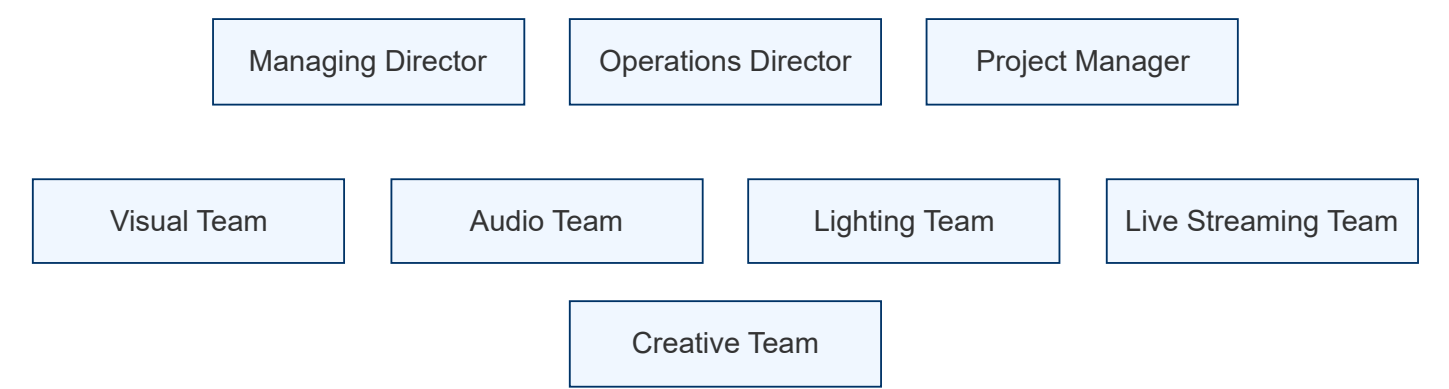 Managing Director
Operations Director
Project Manager
Visual Team
Audio Team
Lighting Team
Live Streaming Team
Creative Team